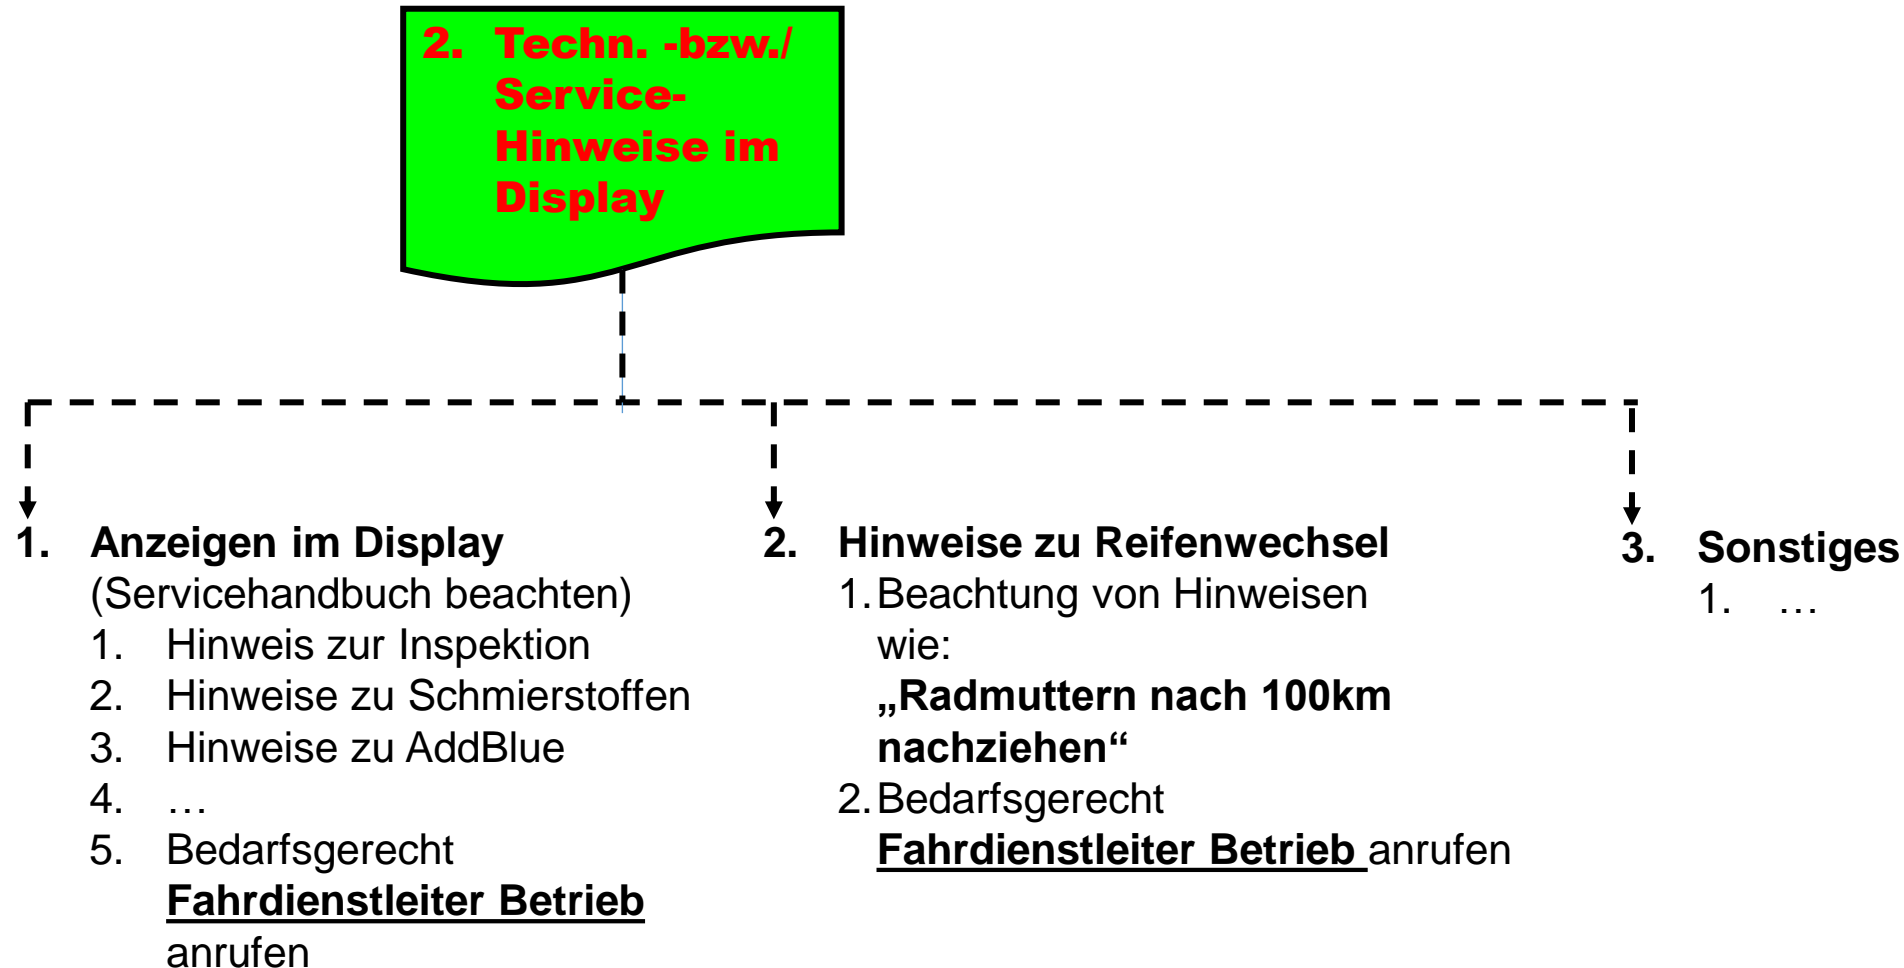 2. Techn. -bzw./
Service-
Hinweise im
Display
1. Anzeigen im Display
(Servicehandbuch beachten)
1. Hinweis zur Inspektion
2. Hinweise zu Schmierstoffen
3. Hinweise zu AddBlue
4. …
5. Bedarfsgerecht
Fahrdienstleiter Betrieb
anrufen
2. Hinweise zu Reifenwechsel
1. Beachtung von Hinweisen
wie:
„Radmuttern nach 100km
nachziehen“
2. Bedarfsgerecht
Fahrdienstleiter Betrieb anrufen
3. Sonstiges
1. …